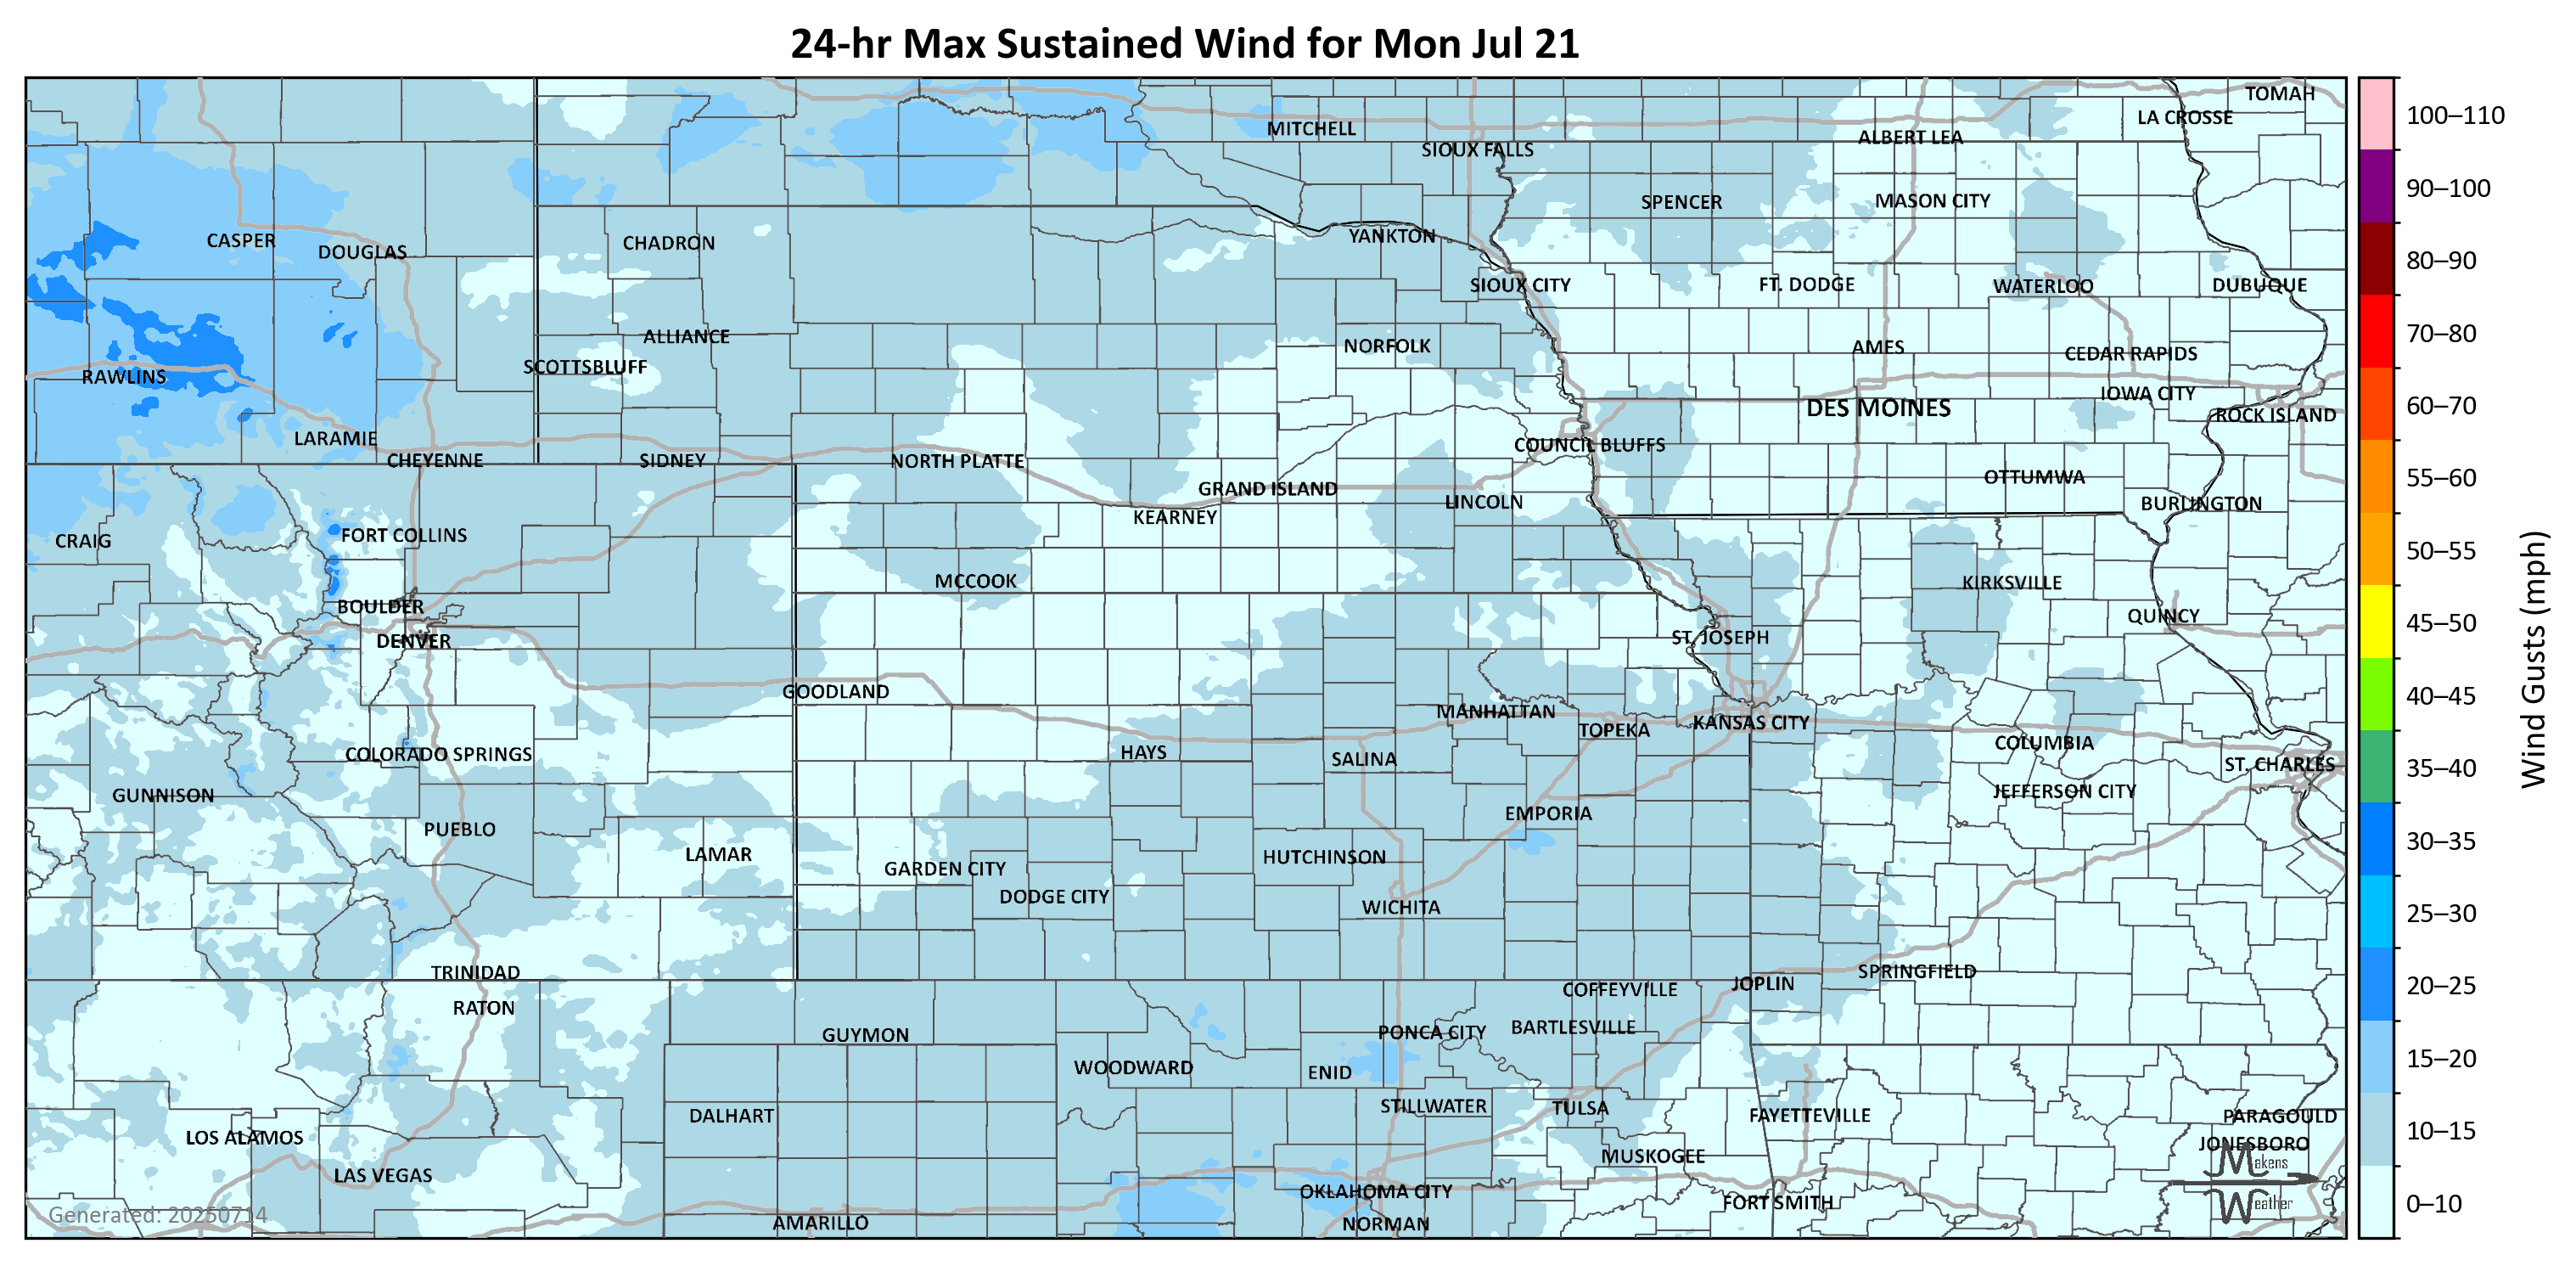 24-hr Max Sustained Wind for Mon Jul 21
TOMAH
LA CROSSE
MITCHELL
ALBERT LEA
SIOUX FALLS
SPENCER
MASON CITY
CASPER
DOUGLAS
CHADRON
YANKTON
SIOUX CITY
FT. DODGE
WATERLOO
DUBUQUE
ALLIANCE
NORFOLK
AMES
CEDAR RAPIDS
SCOTTSBLUFF
RAWLINS
IOWA CITY
DES MOINES
ROCK ISLAND
LARAMIE
COUNCIL BLUFFS
CHEYENNE
SIDNEY
NORTH PLATTE
OTTUMWA
GRAND ISLAND
LINCOLN
BURLINGTON
KEARNEY
FORT COLLINS
CRAIG
MCCOOK
KIRKSVILLE
BOULDER
QUINCY
DENVER
ST. JOSEPH
GOODLAND
MANHATTAN
KANSAS CITY
TOPEKA
COLUMBIA
HAYS
COLORADO SPRINGS
SALINA
ST. CHARLES
GUNNISON
JEFFERSON CITY
EMPORIA
PUEBLO
LAMAR
HUTCHINSON
GARDEN CITY
DODGE CITY
WICHITA
TRINIDAD
SPRINGFIELD
JOPLIN
COFFEYVILLE
RATON
BARTLESVILLE
PONCA CITY
GUYMON
WOODWARD
ENID
STILLWATER
TULSA
DALHART
FAYETTEVILLE
PARAGOULD
LOS ALAMOS
JONESBORO
MUSKOGEE
LAS VEGAS
OKLAHOMA CITY
FORT SMITH
AMARILLO
NORMAN
Generated: 20250714
Makens
Weather
100–110
90–100
80–90
70–80
60–70
55–60
50–55
45–50
40–45
35–40
30–35
25–30
20–25
15–20
10–15
0–10
Wind Gusts (mph)